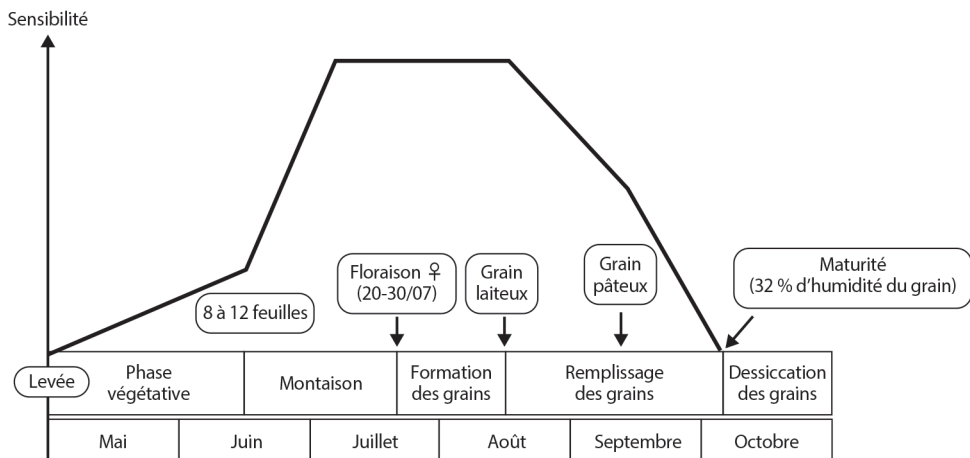 Sensibilité
8 à 12 feuilles
Floraison ♀
(20-30/07)
Grain
laiteux
Grain
pâteux
Maturité
(32 % d'humidité du grain)
Levée
Phase
végétative
Montaison
Formation
des grains
Remplissage
des grains
Dessiccation
des grains
Mai
Juin
Juillet
Août
Septembre
Octobre